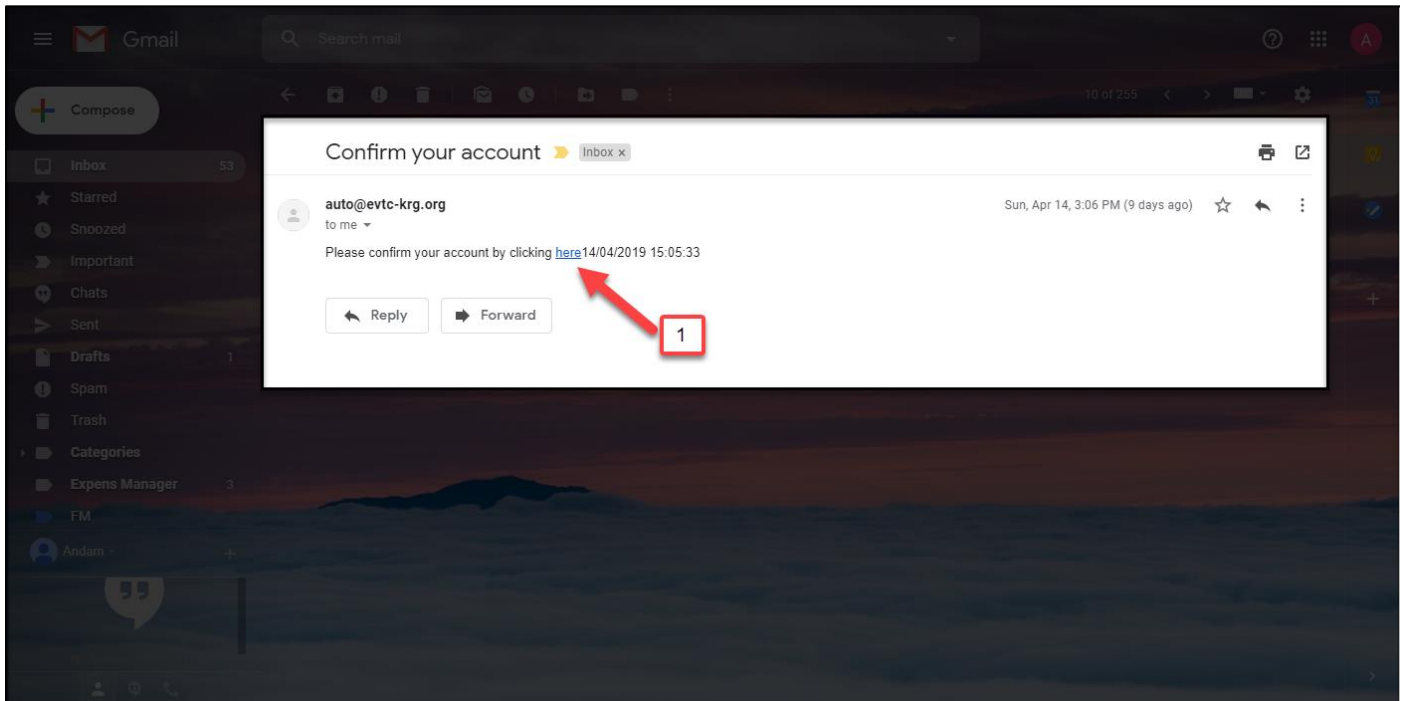 Gmail
Search mail
A
Compose
10 of 255
31
Inbox 53
Starred
Snoozed
Important
Chats
Sent
Drafts 1
Spam
Trash
Categories
Expens Manager 3
FM
Andam
Confirm your account Inbox x
auto@evtc-krg.org Sun, Apr 14, 3:06 PM (9 days ago)
to me
Please confirm your account by clicking here14/04/2019 15:05:33
Reply Forward
1